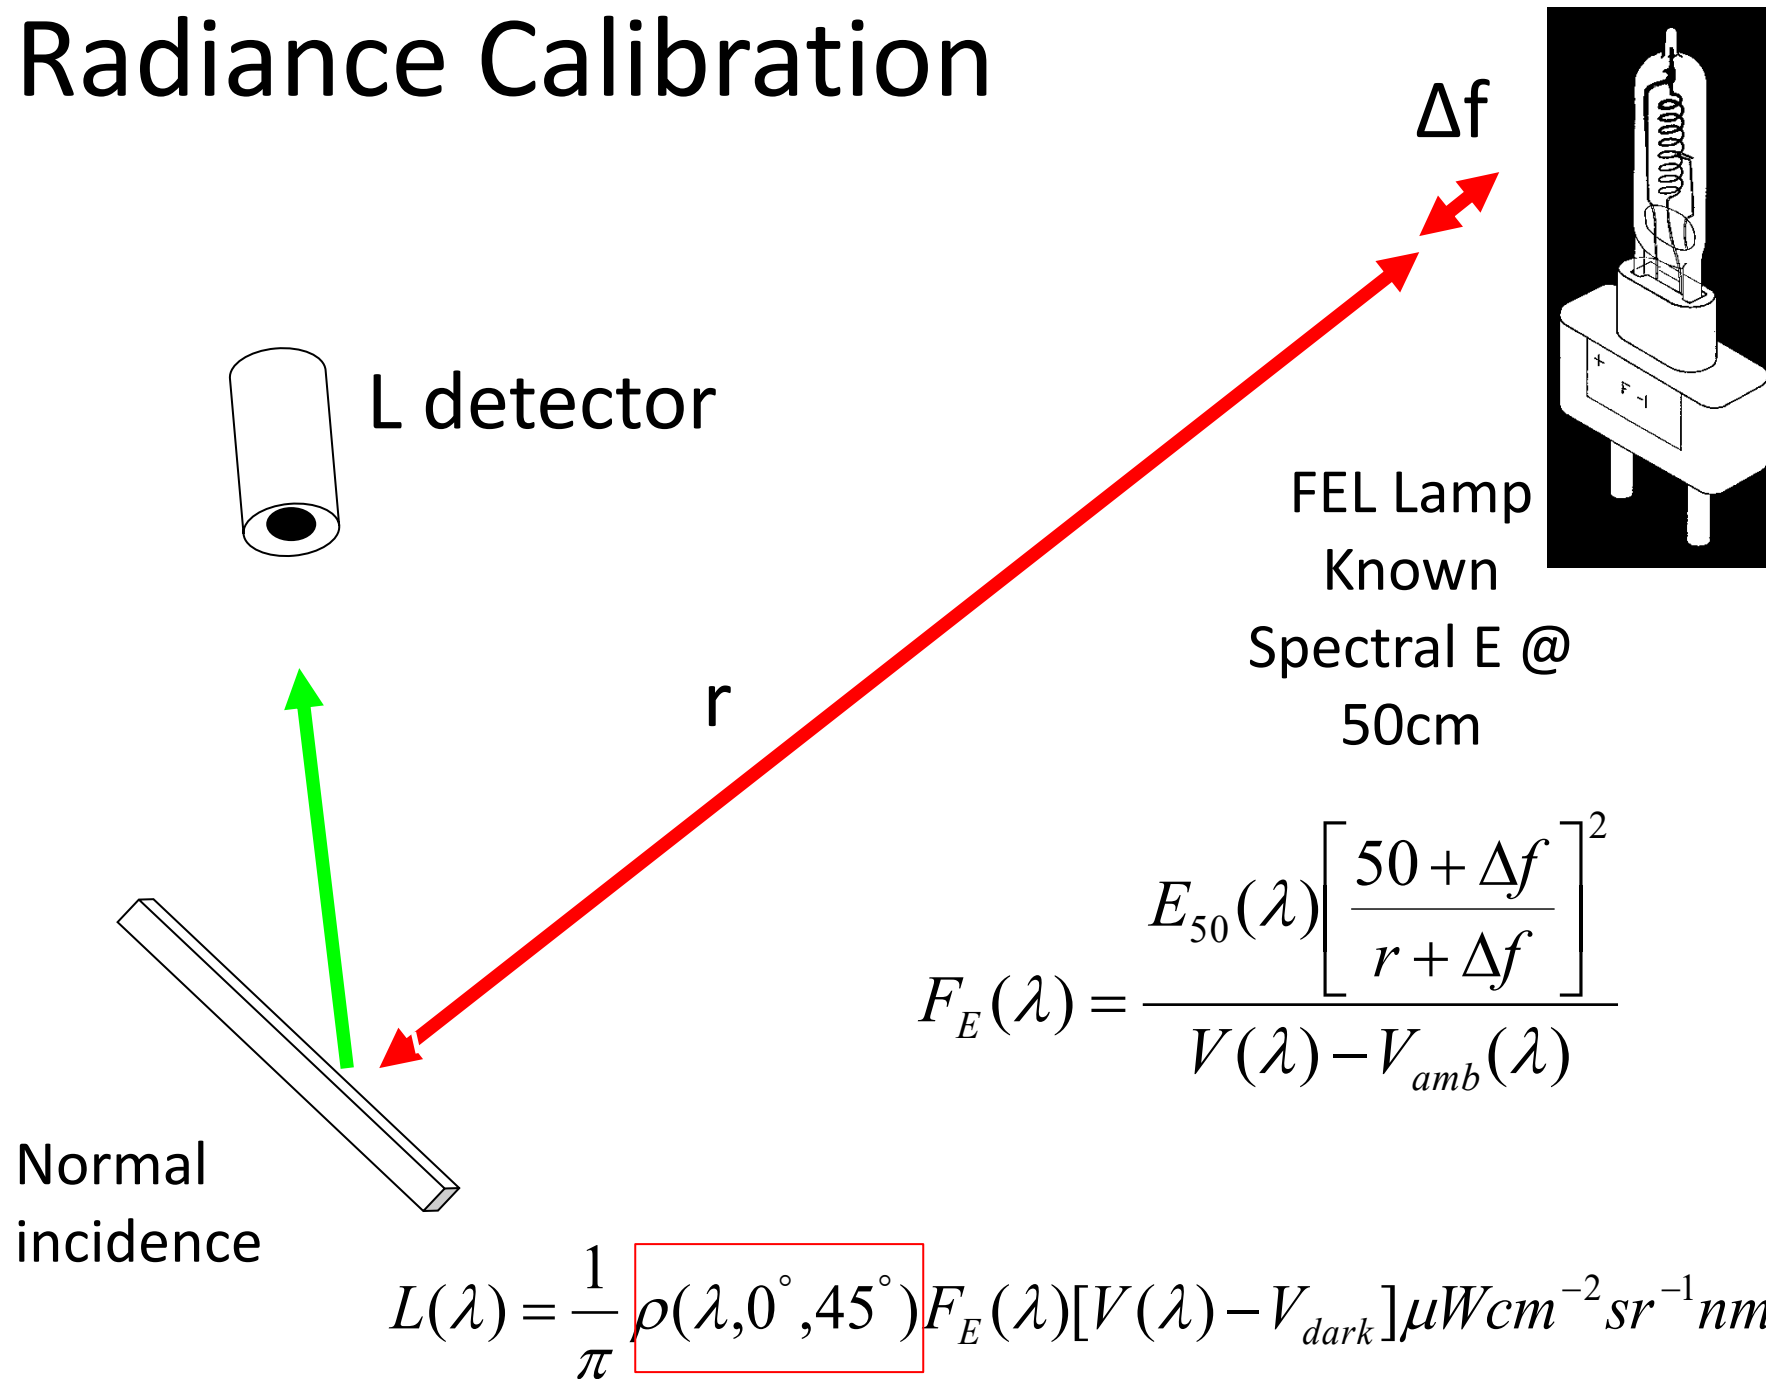 Radiance Calibration
Δf
+
F -1
L detector
FEL Lamp
Known
Spectral E @
50cm
r
F_E(λ) = E_50(λ)[(50 + Δf)/(r + Δf)]^2 / (V(λ) − V_amb(λ))
Normal
incidence
L(λ) = 1/π ρ(λ,0°,45°)F_E(λ)[V(λ) − V_dark]μWcm^−2 sr^−1 nm